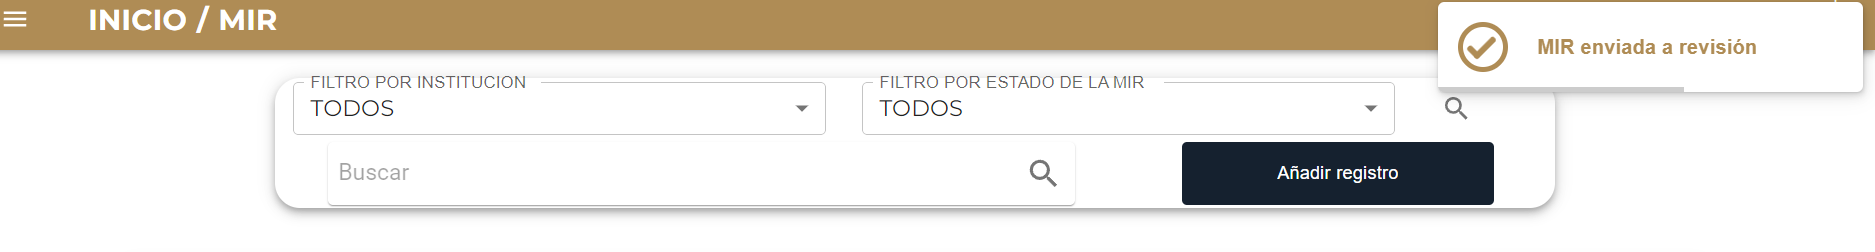 INICIO / MIR
MIR enviada a revisión
FILTRO POR INSTITUCION
TODOS
FILTRO POR ESTADO DE LA MIR
TODOS
Buscar
Añadir registro